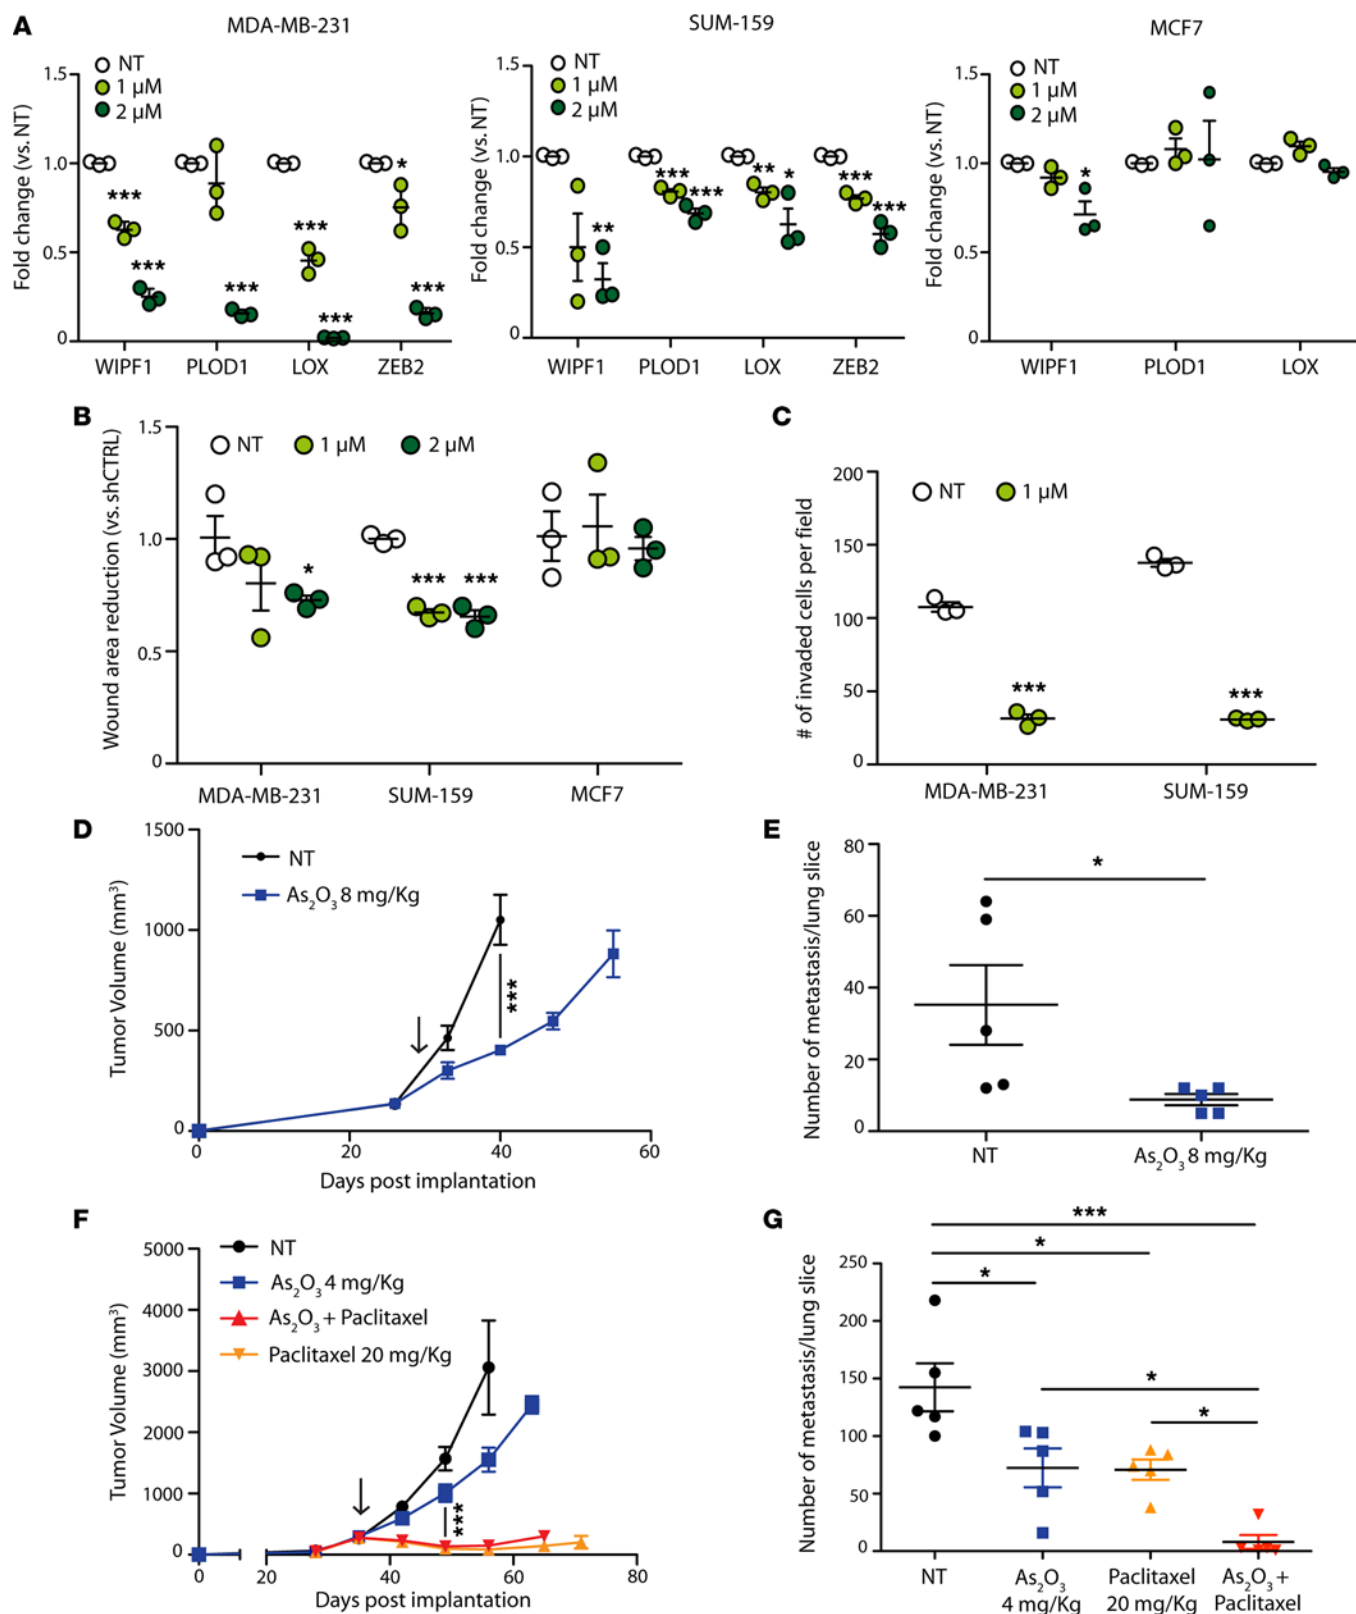 A
MDA-MB-231
SUM-159
MCF7
NT
1 µM
2 µM
Fold change (vs. NT)
1.5
1.0
0.5
0
***
***
***
***
***
*
***
WIPF1 PLOD1 LOX ZEB2
NT
1 µM
2 µM
Fold change (vs. NT)
1.5
1.0
0.5
0
**
***
***
**
*
***
***
WIPF1 PLOD1 LOX ZEB2
NT
1 µM
2 µM
Fold change (vs. NT)
1.5
1.0
0.5
0
*
WIPF1 PLOD1 LOX
B
Wound area reduction (vs. shCTRL)
1.5
1.0
0.5
0
NT 1 µM 2 µM
*
***
***
MDA-MB-231 SUM-159 MCF7
C
# of invaded cells per field
200
150
100
50
0
NT 1 µM
***
***
MDA-MB-231 SUM-159
D
Tumor Volume (mm³)
1500
1000
500
0
NT
As₂O₃ 8 mg/Kg
***
0 20 40 60
Days post implantation
E
Number of metastasis/lung slice
80
60
40
20
0
*
NT As₂O₃ 8 mg/Kg
F
Tumor Volume (mm³)
5000
4000
3000
2000
1000
0
NT
As₂O₃ 4 mg/Kg
As₂O₃ + Paclitaxel
Paclitaxel 20 mg/Kg
***
0 20 40 60 80
Days post implantation
G
Number of metastasis/lung slice
250
200
150
100
50
0
***
*
*
*
*
NT As₂O₃ Paclitaxel As₂O₃ +
4 mg/Kg 20 mg/Kg Paclitaxel